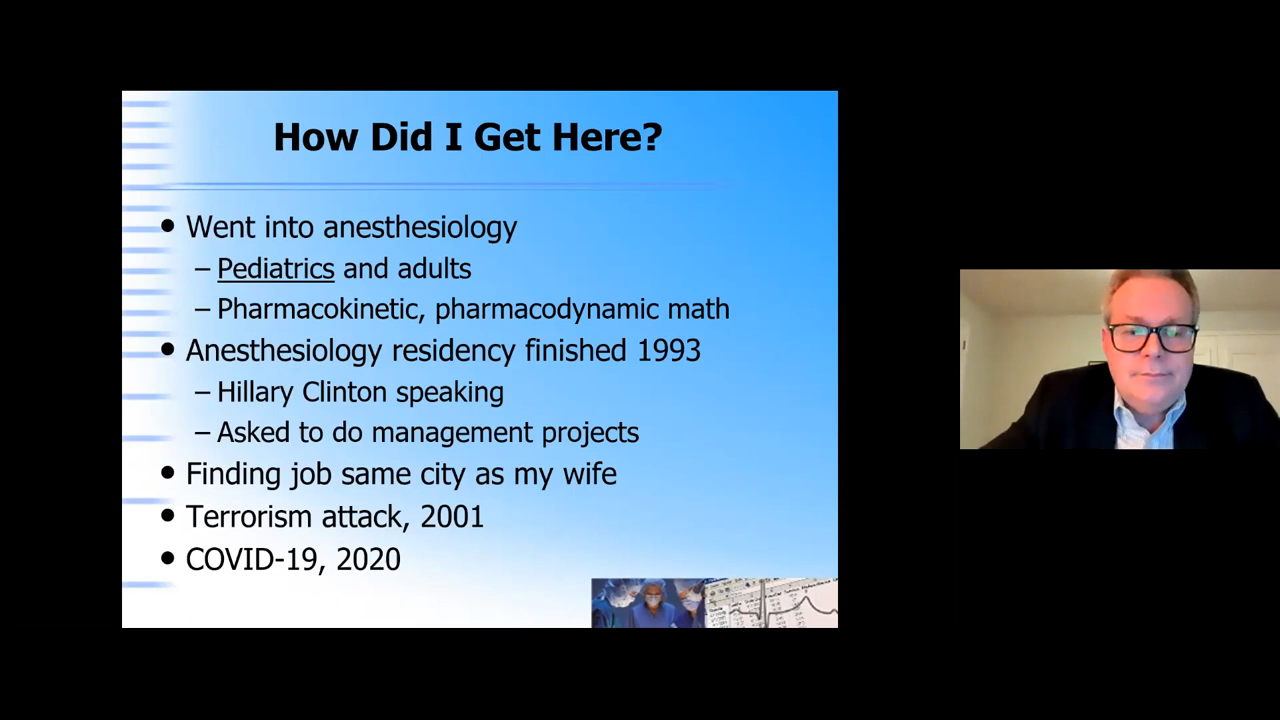 How Did I Get Here?
• Went into anesthesiology
– Pediatrics and adults
– Pharmacokinetic, pharmacodynamic math
• Anesthesiology residency finished 1993
– Hillary Clinton speaking
– Asked to do management projects
• Finding job same city as my wife
• Terrorism attack, 2001
• COVID-19, 2020